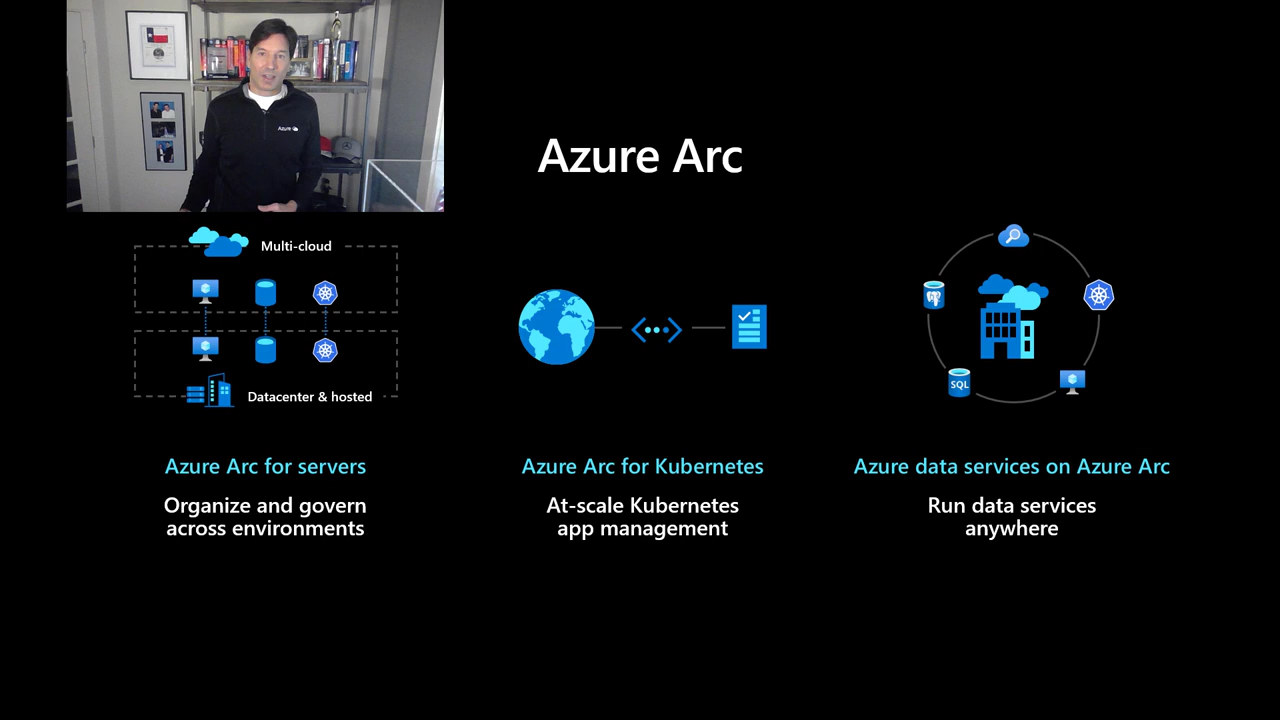 Azure
Azure Arc
Multi-cloud
Datacenter & hosted
SQL
Azure Arc for servers
Organize and govern
across environments
Azure Arc for Kubernetes
At-scale Kubernetes
app management
Azure data services on Azure Arc
Run data services
anywhere